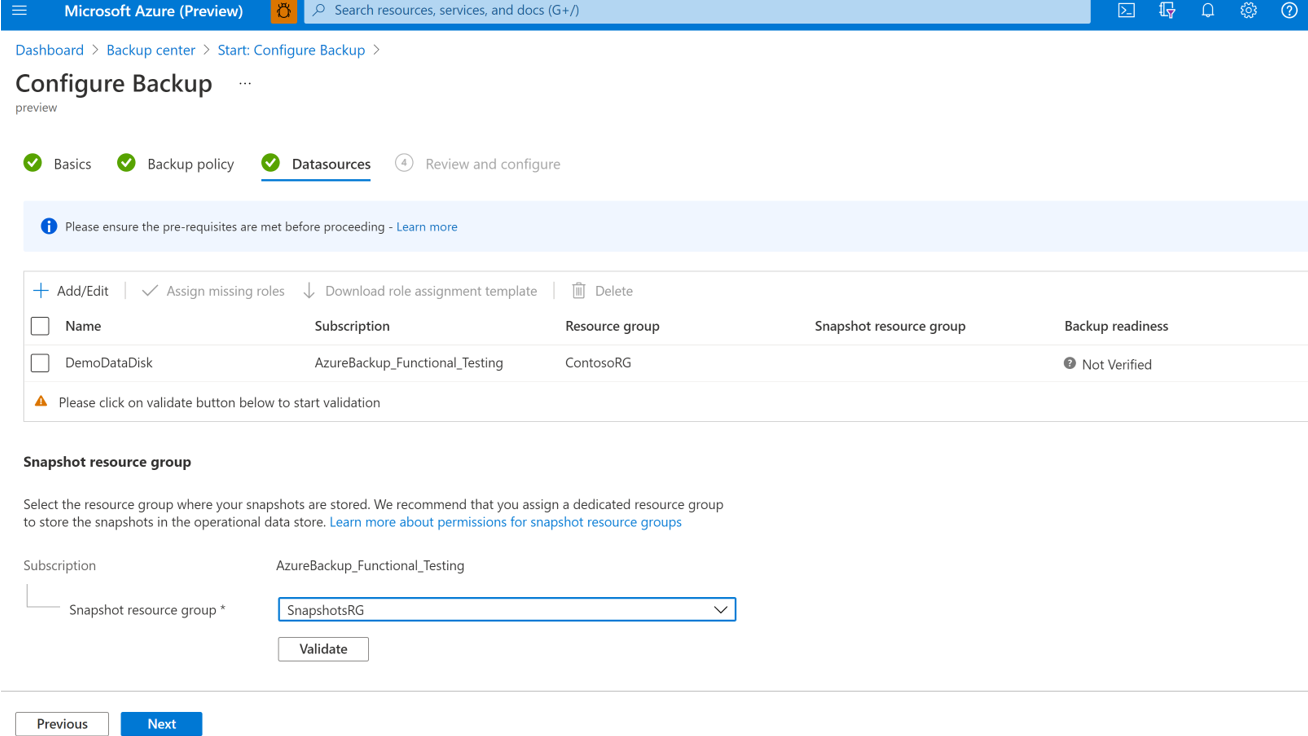 Microsoft Azure (Preview)
Search resources, services, and docs (G+/)
Dashboard > Backup center > Start: Configure Backup >
Configure Backup ...
preview
Basics
Backup policy
Datasources
4 Review and configure
Please ensure the pre-requisites are met before proceeding - Learn more
Add/Edit
Assign missing roles
Download role assignment template
Delete
Name Subscription Resource group Snapshot resource group Backup readiness
DemoDataDisk AzureBackup_Functional_Testing ContosoRG Not Verified
Please click on validate button below to start validation
Snapshot resource group
Select the resource group where your snapshots are stored. We recommend that you assign a dedicated resource group
to store the snapshots in the operational data store. Learn more about permissions for snapshot resource groups
Subscription AzureBackup_Functional_Testing
Snapshot resource group * SnapshotsRG
Validate
Previous Next